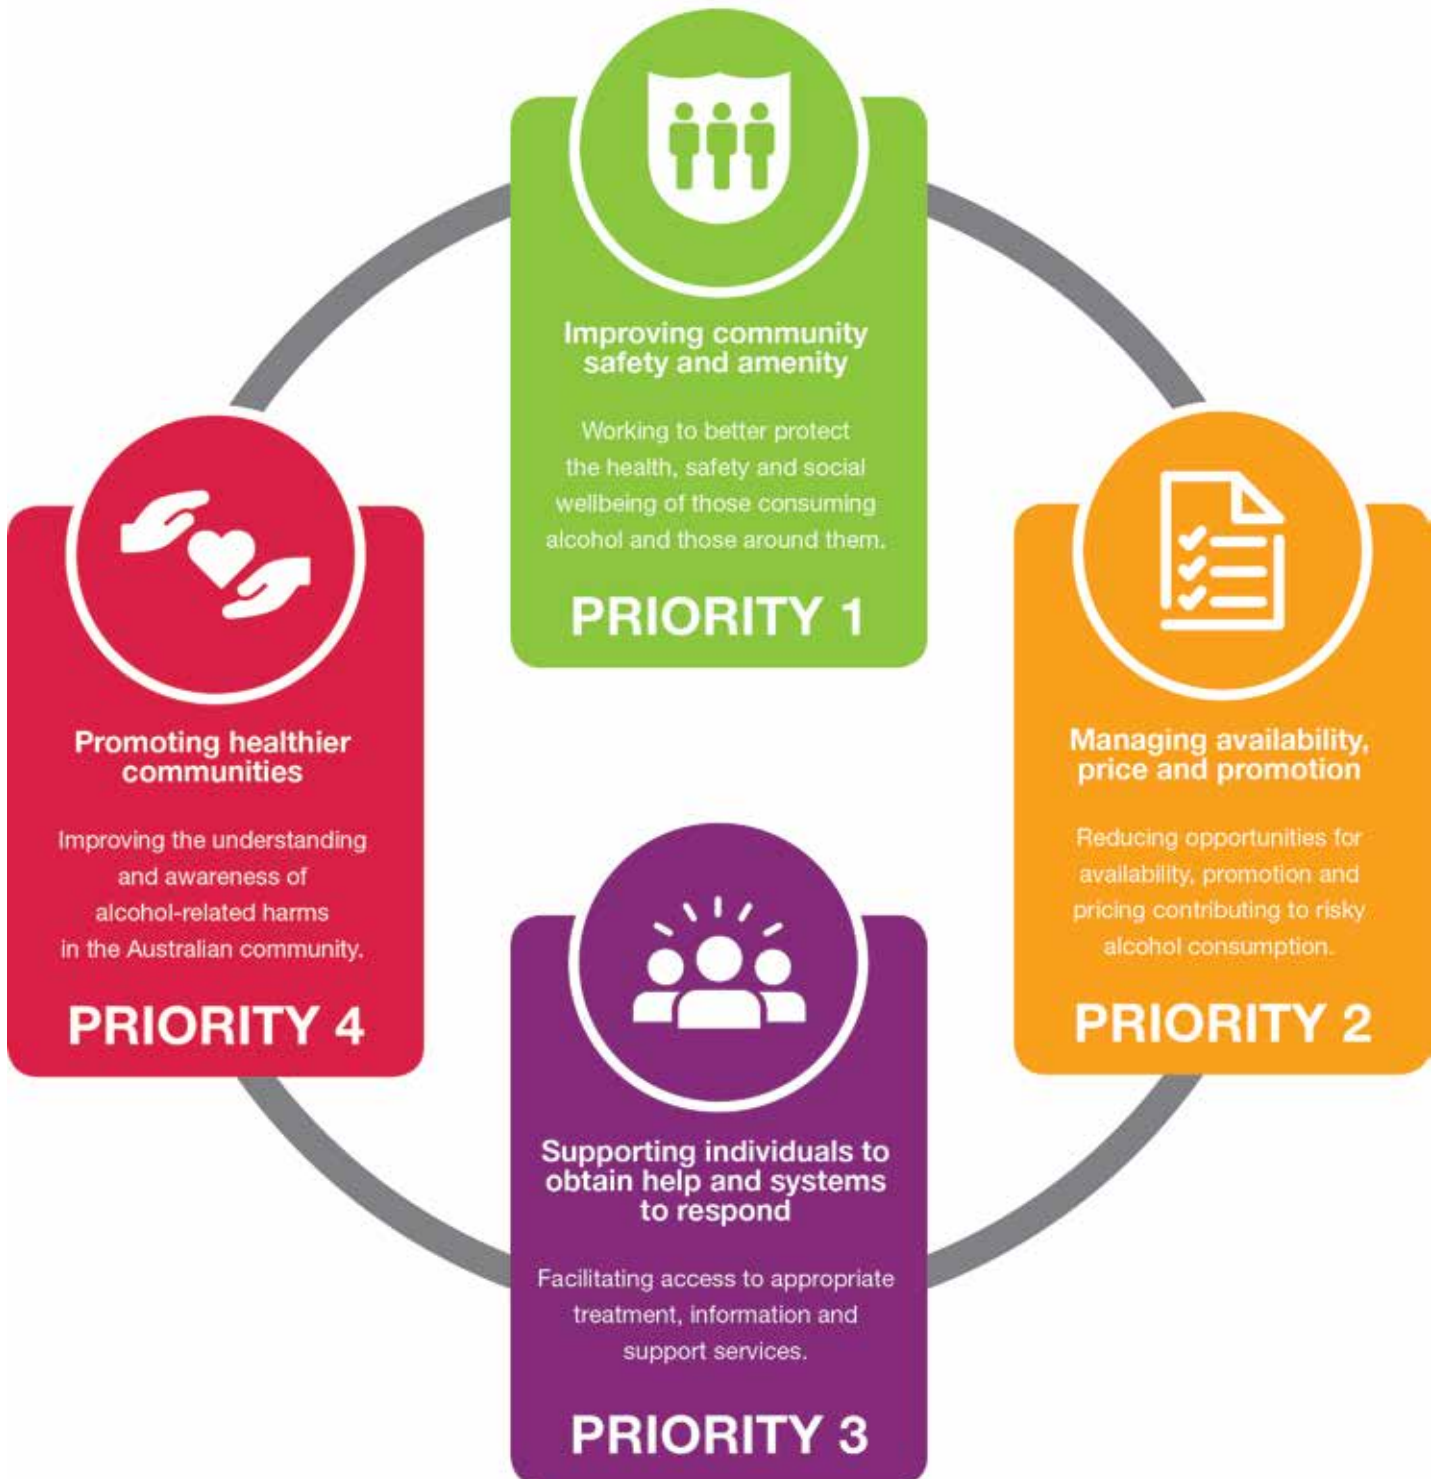 Improving community
safety and amenity
Working to better protect
the health, safety and social
wellbeing of those consuming
alcohol and those around them.
PRIORITY 1
Managing availability,
price and promotion
Reducing opportunities for
availability, promotion and
pricing contributing to risky
alcohol consumption.
PRIORITY 2
Supporting individuals to
obtain help and systems
to respond
Facilitating access to appropriate
treatment, information and
support services.
PRIORITY 3
Promoting healthier
communities
Improving the understanding
and awareness of
alcohol-related harms
in the Australian community.
PRIORITY 4